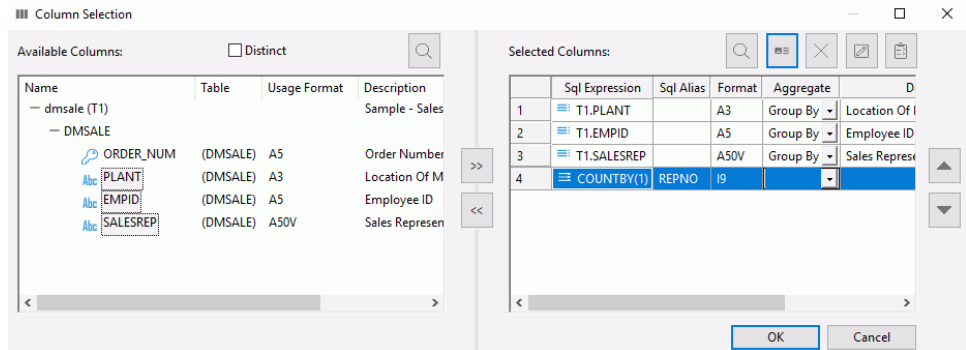 Column Selection
Available Columns: Distinct Selected Columns:
Name Table Usage Format Description
dmsale (T1) Sample - Sales
DMSALE
ORDER_NUM (DMSALE) A5 Order Number
Abc PLANT (DMSALE) A3 Location Of M
Abc EMPID (DMSALE) A5 Employee ID
Abc SALESREP (DMSALE) A50V Sales Represen
>>
<<
Sql Expression Sql Alias Format Aggregate D
1 T1.PLANT A3 Group By Location Of
2 T1.EMPID A5 Group By Employee ID
3 T1.SALESREP A50V Group By Sales Represe
4 COUNTBY(1) REPNO I9
OK Cancel